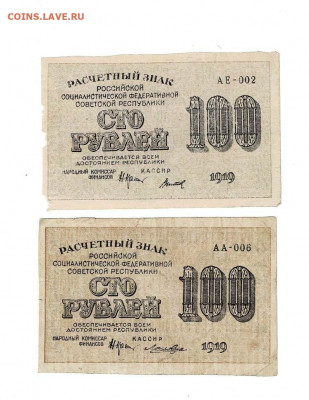 COINS.LAVE.RU
РАСЧЕТНЫЙ ЗНАК
РОССИЙСКОЙ
СОЦИАЛИСТИЧЕСКОЙ ФЕДЕРАТИВНОЙ
СОВЕТСКОЙ РЕСПУБЛИКИ
АЕ-002
СТО
РУБЛЕЙ
100
ОБЕСПЕЧИВАЕТСЯ ВСЕМ
ДОСТОЯНИЕМ РЕСПУБЛИКИ
НАРОДНЫЙ КОМИССАР
ФИНАНСОВ
КАССИР
1919
РАСЧЕТНЫЙ ЗНАК
РОССИЙСКОЙ
СОЦИАЛИСТИЧЕСКОЙ ФЕДЕРАТИВНОЙ
СОВЕТСКОЙ РЕСПУБЛИКИ
АА-006
СТО
РУБЛЕЙ
100
ОБЕСПЕЧИВАЕТСЯ ВСЕМ
ДОСТОЯНИЕМ РЕСПУБЛИКИ
НАРОДНЫЙ КОМИССАР
ФИНАНСОВ
КАССИР
1919